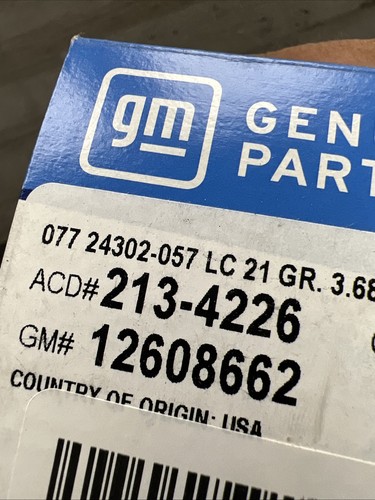 gm
GEN
PART
077 24302-057 LC 21 GR. 3.68
ACD# 213-4226
GM# 12608662
COUNTRY OF ORIGIN: USA